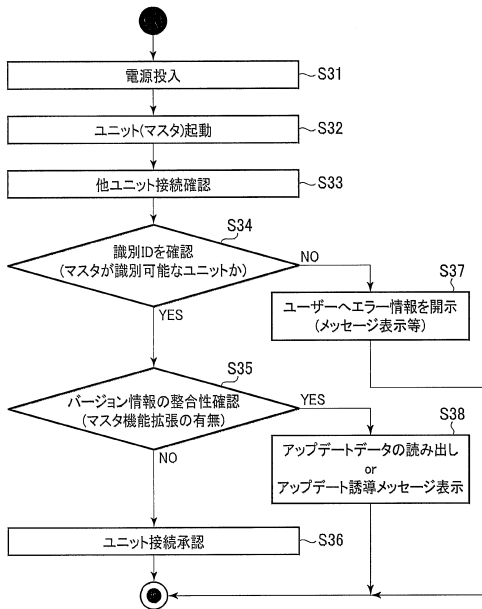 電源投入
S31
ユニット(マスタ)起動
S32
他ユニット接続確認
S33
S34
識別IDを確認
(マスタが識別可能なユニットか)
NO
YES
S37
ユーザーへエラー情報を開示
(メッセージ表示等)
S35
バージョン情報の整合性確認
(マスタ機能拡張の有無)
YES
NO
S38
アップデートデータの読み出し
or
アップデート誘導メッセージ表示
ユニット接続承認
S36